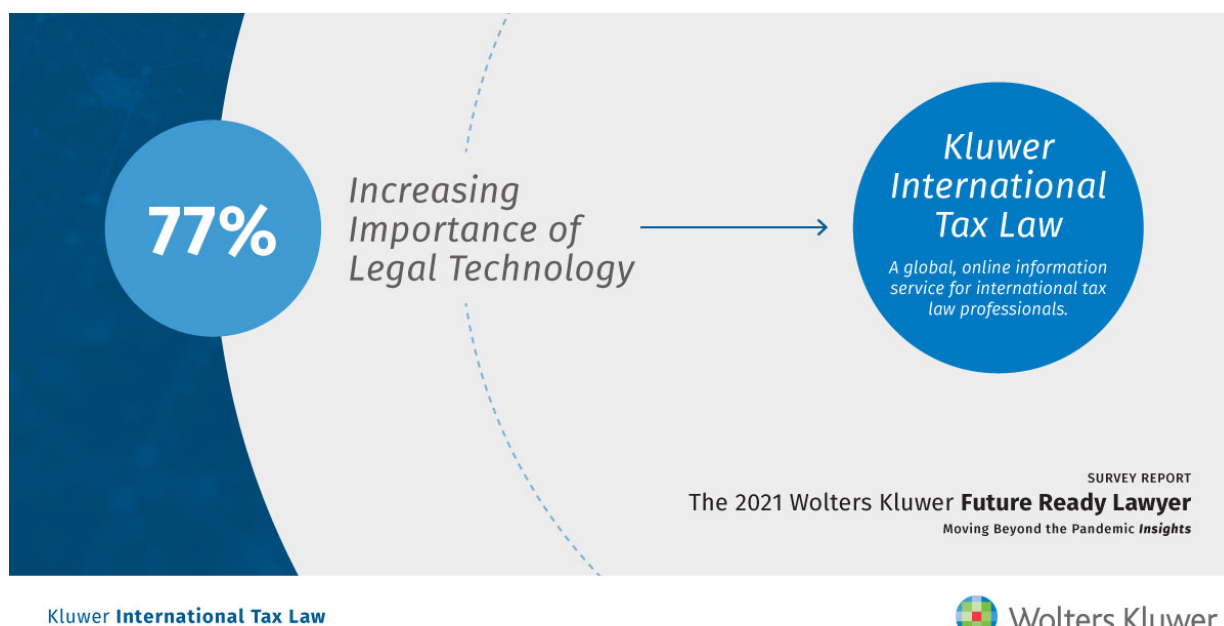 77%
Increasing
Importance of
Legal Technology
Kluwer
International
Tax Law
A global, online information
service for international tax
law professionals.
SURVEY REPORT
The 2021 Wolters Kluwer Future Ready Lawyer
Moving Beyond the Pandemic Insights
Kluwer International Tax Law
Wolters Kluwer